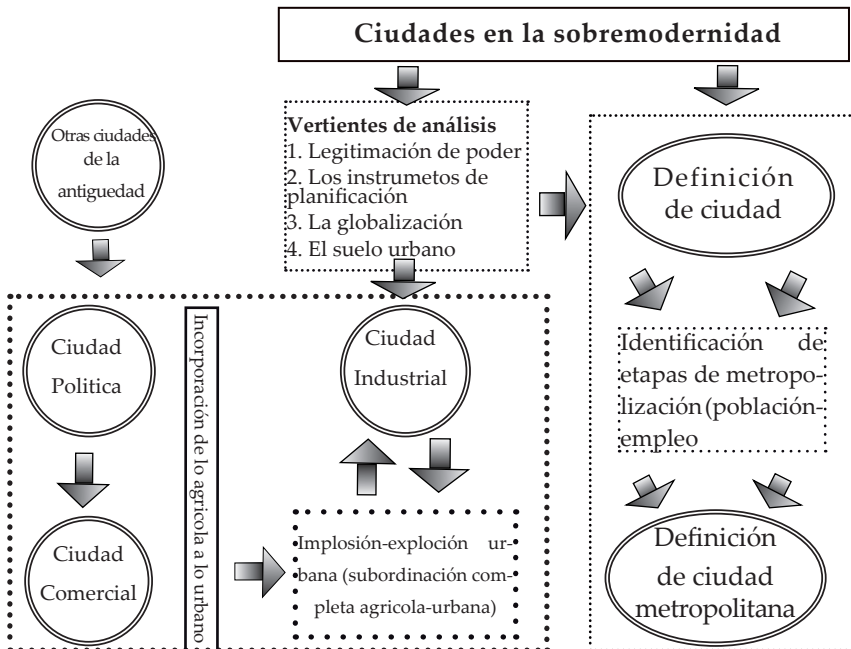 Ciudades en la sobremodernidad
Otras ciudades
de la
antiguedad
Vertientes de análisis
1. Legitimación de poder
2. Los instrumetos de
planificación
3. La globalización
4. El suelo urbano
Definición
de ciudad
Ciudad
Politica
Incorporación de lo agricola a lo urbano
Ciudad
Industrial
Identificación de
etapas de metropo-
lización (población-
empleo
Ciudad
Comercial
Implosión-exploción ur-
bana (subordinación com-
pleta agricola-urbana)
Definición
de ciudad
metropolitana